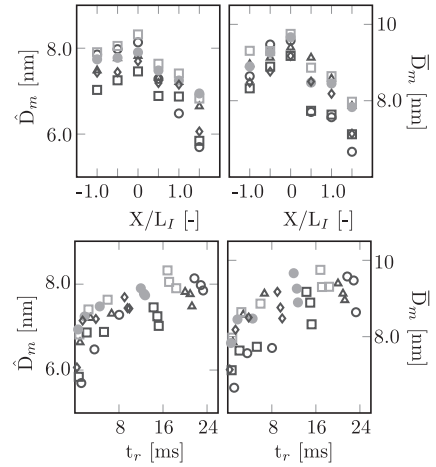 8.0
6.0
D̂m [nm]
-1.0 0 1.0
X/LI [-]
10
8.0
D̄m [nm]
-1.0 0 1.0
X/LI [-]
8.0
6.0
D̂m [nm]
8 16 24
tr [ms]
10
8.0
D̄m [nm]
8 16 24
tr [ms]